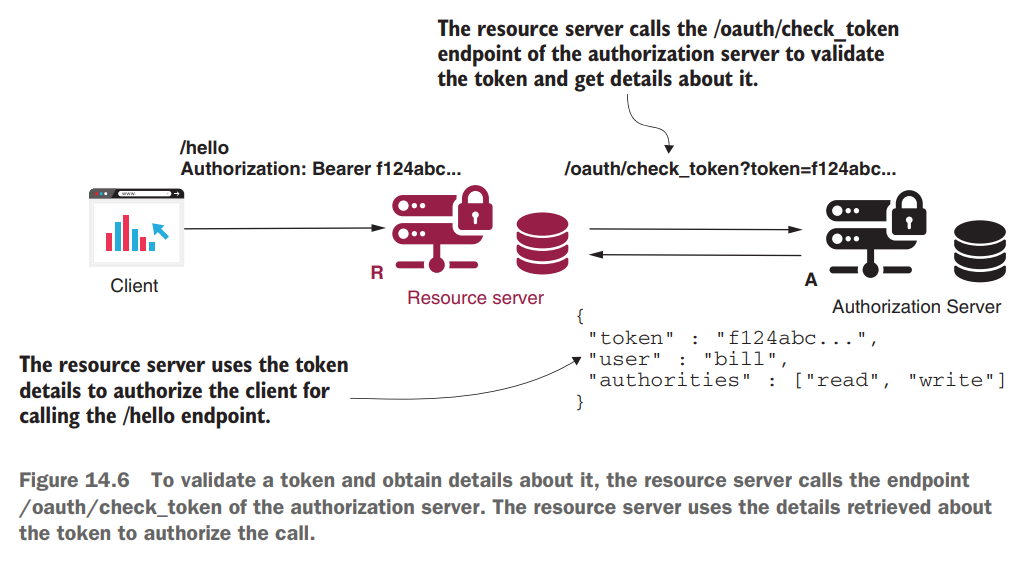 The resource server calls the /oauth/check_token
endpoint of the authorization server to validate
the token and get details about it.
/hello
Authorization: Bearer f124abc...
/oauth/check_token?token=f124abc...
www.
Client
R
Resource server
A
Authorization Server
{
"token" : "f124abc...",
"user" : "bill",
"authorities" : ["read", "write"]
}
The resource server uses the token
details to authorize the client for
calling the /hello endpoint.
Figure 14.6 To validate a token and obtain details about it, the resource server calls the endpoint
/oauth/check_token of the authorization server. The resource server uses the details retrieved about
the token to authorize the call.